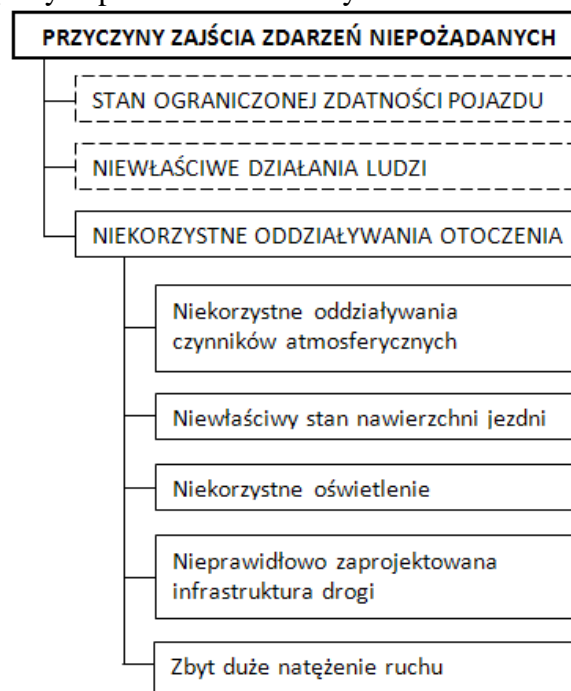 PRZYCZYNY ZAJŚCIA ZDARZEŃ NIEPOŻĄDANYCH
STAN OGRANICZONEJ ZDATNOŚCI POJAZDU
NIEWŁAŚCIWE DZIAŁANIA LUDZI
NIEKORZYSTNE ODDZIAŁYWANIA OTOCZENIA
Niekorzystne oddziaływania
czynników atmosferycznych
Niewłaściwy stan nawierzchni jezdni
Niekorzystne oświetlenie
Nieprawidłowo zaprojektowana
infrastruktura drogi
Zbyt duże natężenie ruchu